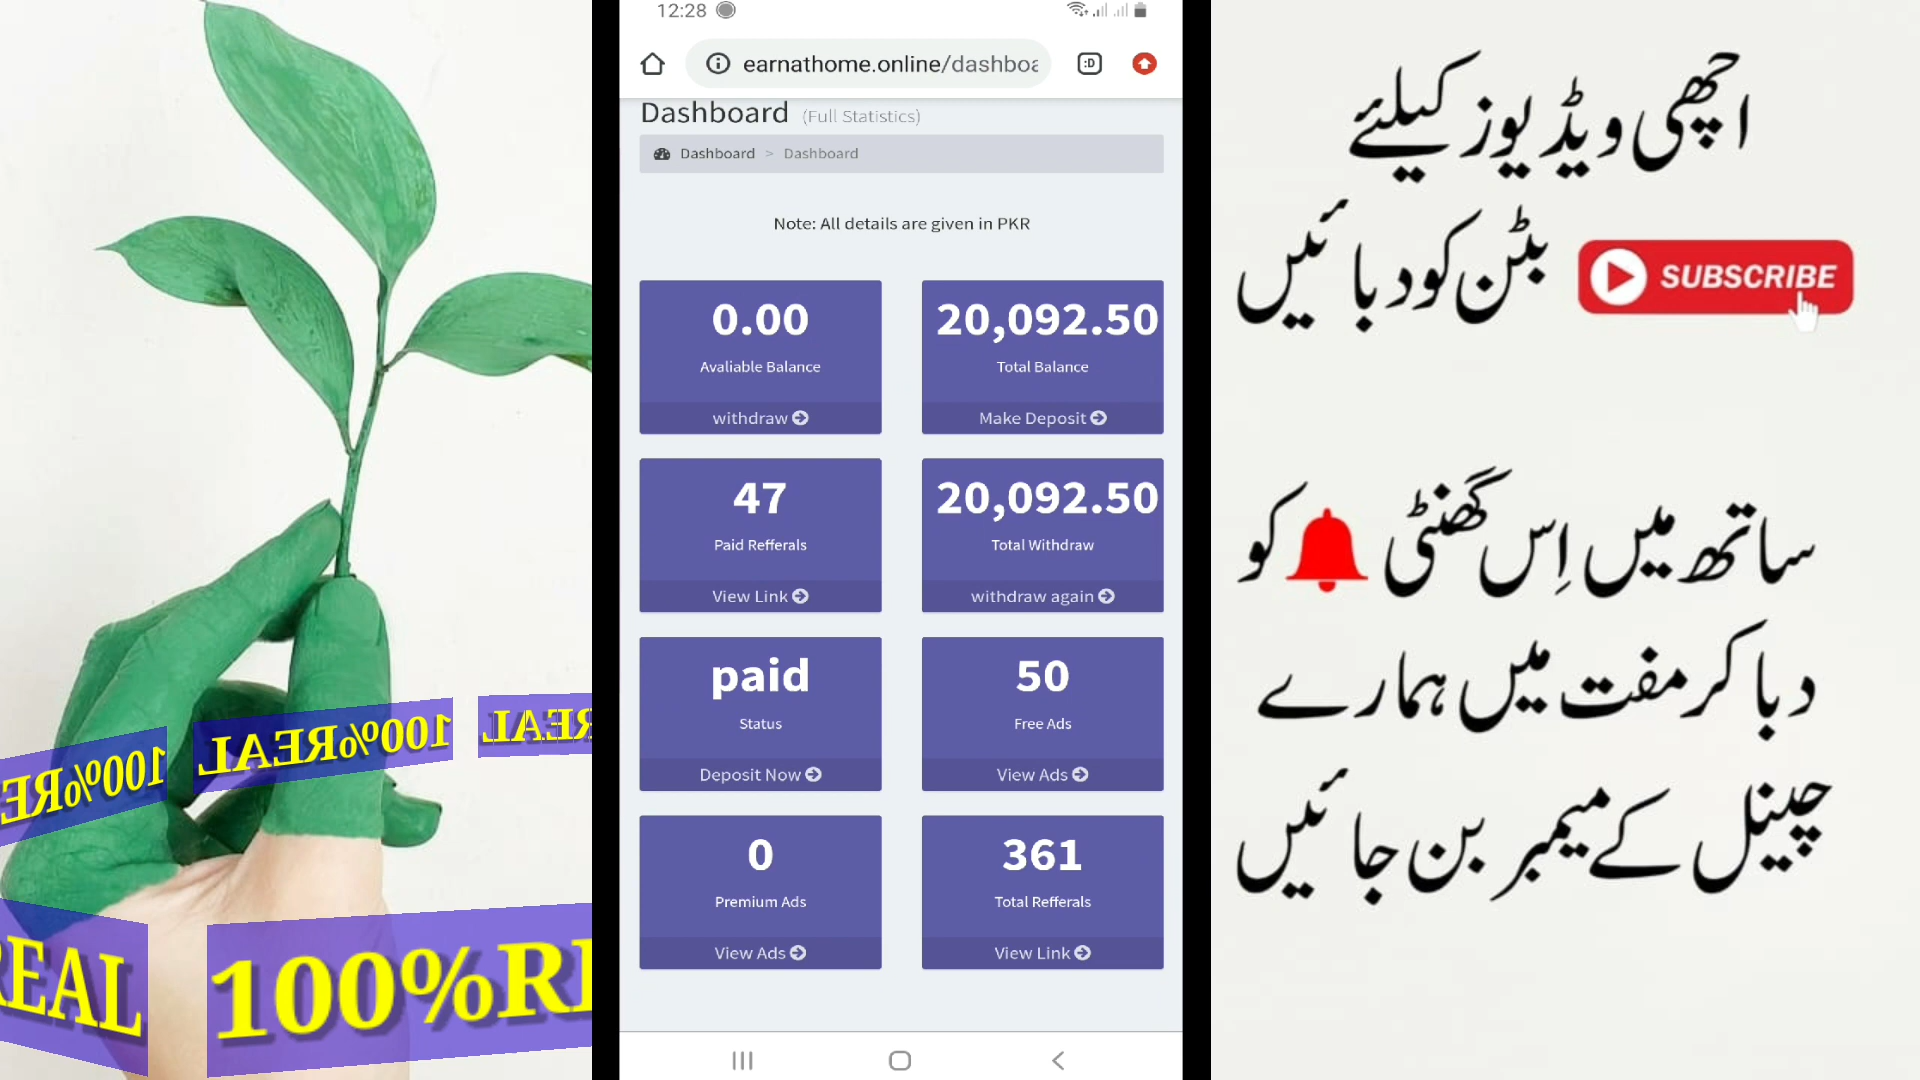 12:28
earnathome.online/dashboa
Dashboard (Full Statistics)
Dashboard > Dashboard
Note: All details are given in PKR
0.00
Avaliable Balance
withdraw
20,092.50
Total Balance
Make Deposit
47
Paid Refferals
View Link
20,092.50
Total Withdraw
withdraw again
paid
Status
Deposit Now
50
Free Ads
View Ads
0
Premium Ads
View Ads
361
Total Refferals
View Link
اچھی ویڈیوز کیلئے
بٹن کو دبائیں
SUBSCRIBE
ساتھ میں اِس گھنٹی کو
دبا کر مفت میں ہمارے
چینل کے میمبر بن جائیں
100%RE
100%REAL
REAL
REAL
100%RE